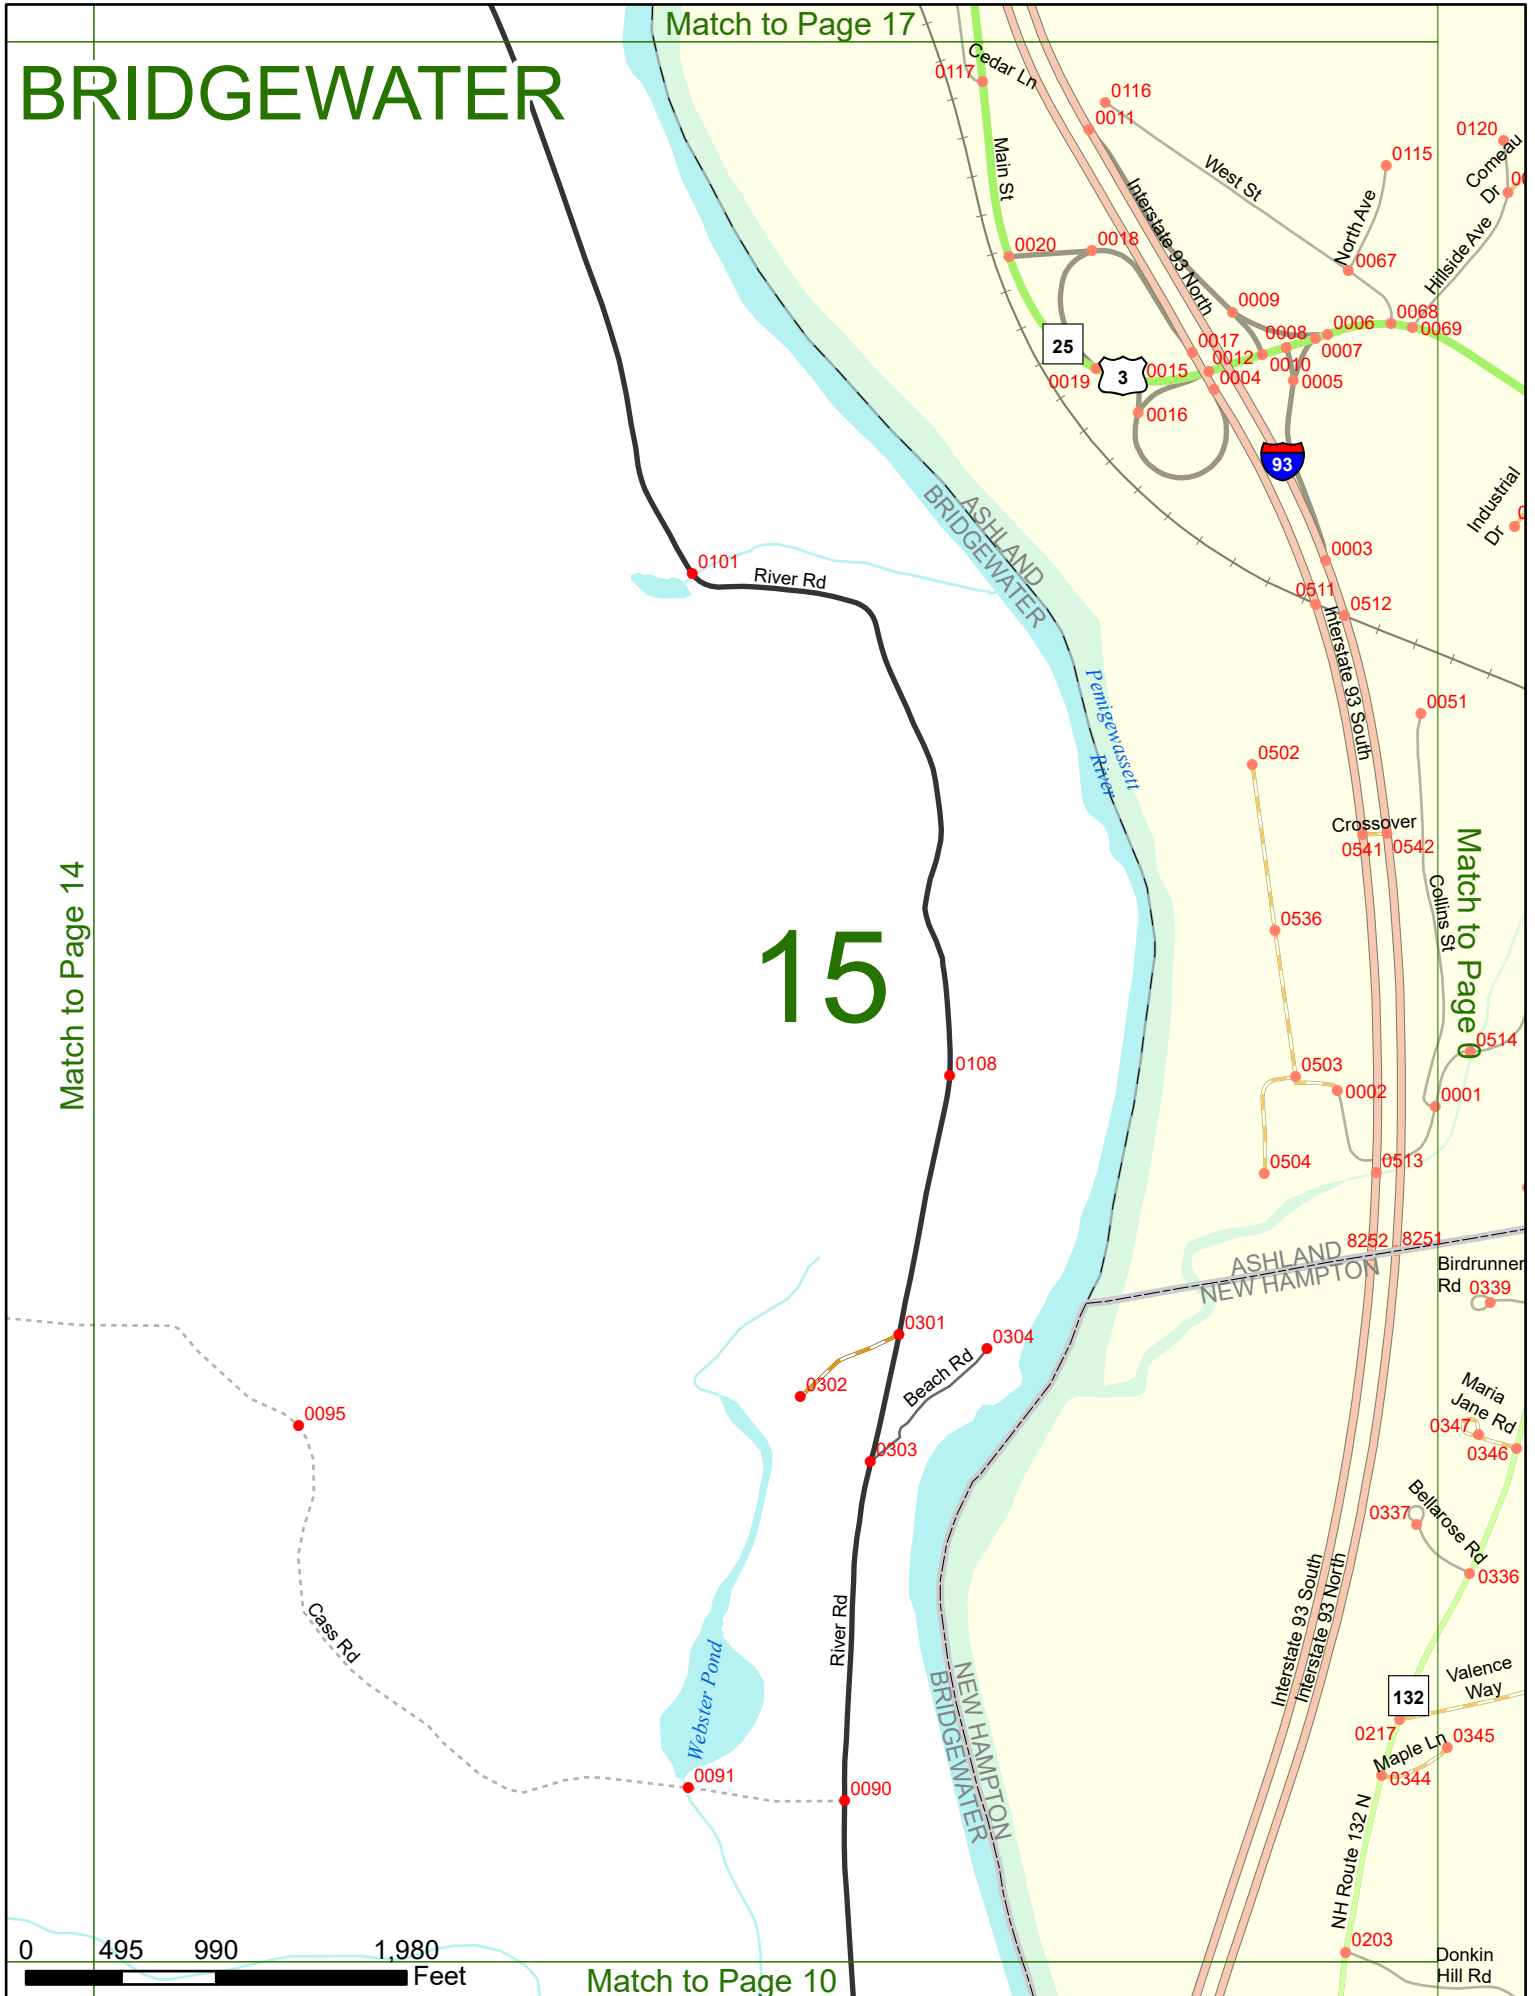 Match to Page 17
BRIDGEWATER
Cedar Ln
0117
0116
0011
Main St
West St
0115
0120
Comeau
Dr
North Ave
Hillside Ave
Interstate 93 North
0020
0018
0067
0009
0068
0069
0006
0008
0007
25
0017
0012
0010
0019
3
0015
0004
0005
0016
93
Industrial
Dr
ASHLAND
BRIDGEWATER
0101
River Rd
0003
0511
0512
Interstate 93 South
Pemigewassett
River
0051
0502
Crossover
0541
0542
Match to Page 0
Match to Page 14
Collins St
15
0536
0514
0108
0503
0002
0001
0504
0513
8252
8251
ASHLAND
NEW HAMPTON
Birdrunner
Rd
0339
0301
0304
Beach Rd
0302
0095
0303
Maria
Jane Rd
0347
0346
0337
Bellarose Rd
0336
Interstate 93 South
Interstate 93 North
Cass Rd
River Rd
Webster Pond
NEW HAMPTON
BRIDGEWATER
Valence
Way
132
0217
Maple Ln
0345
0344
0091
0090
NH Route 132 N
0203
Donkin
Hill Rd
0 495 990 1,980
Feet
Match to Page 10